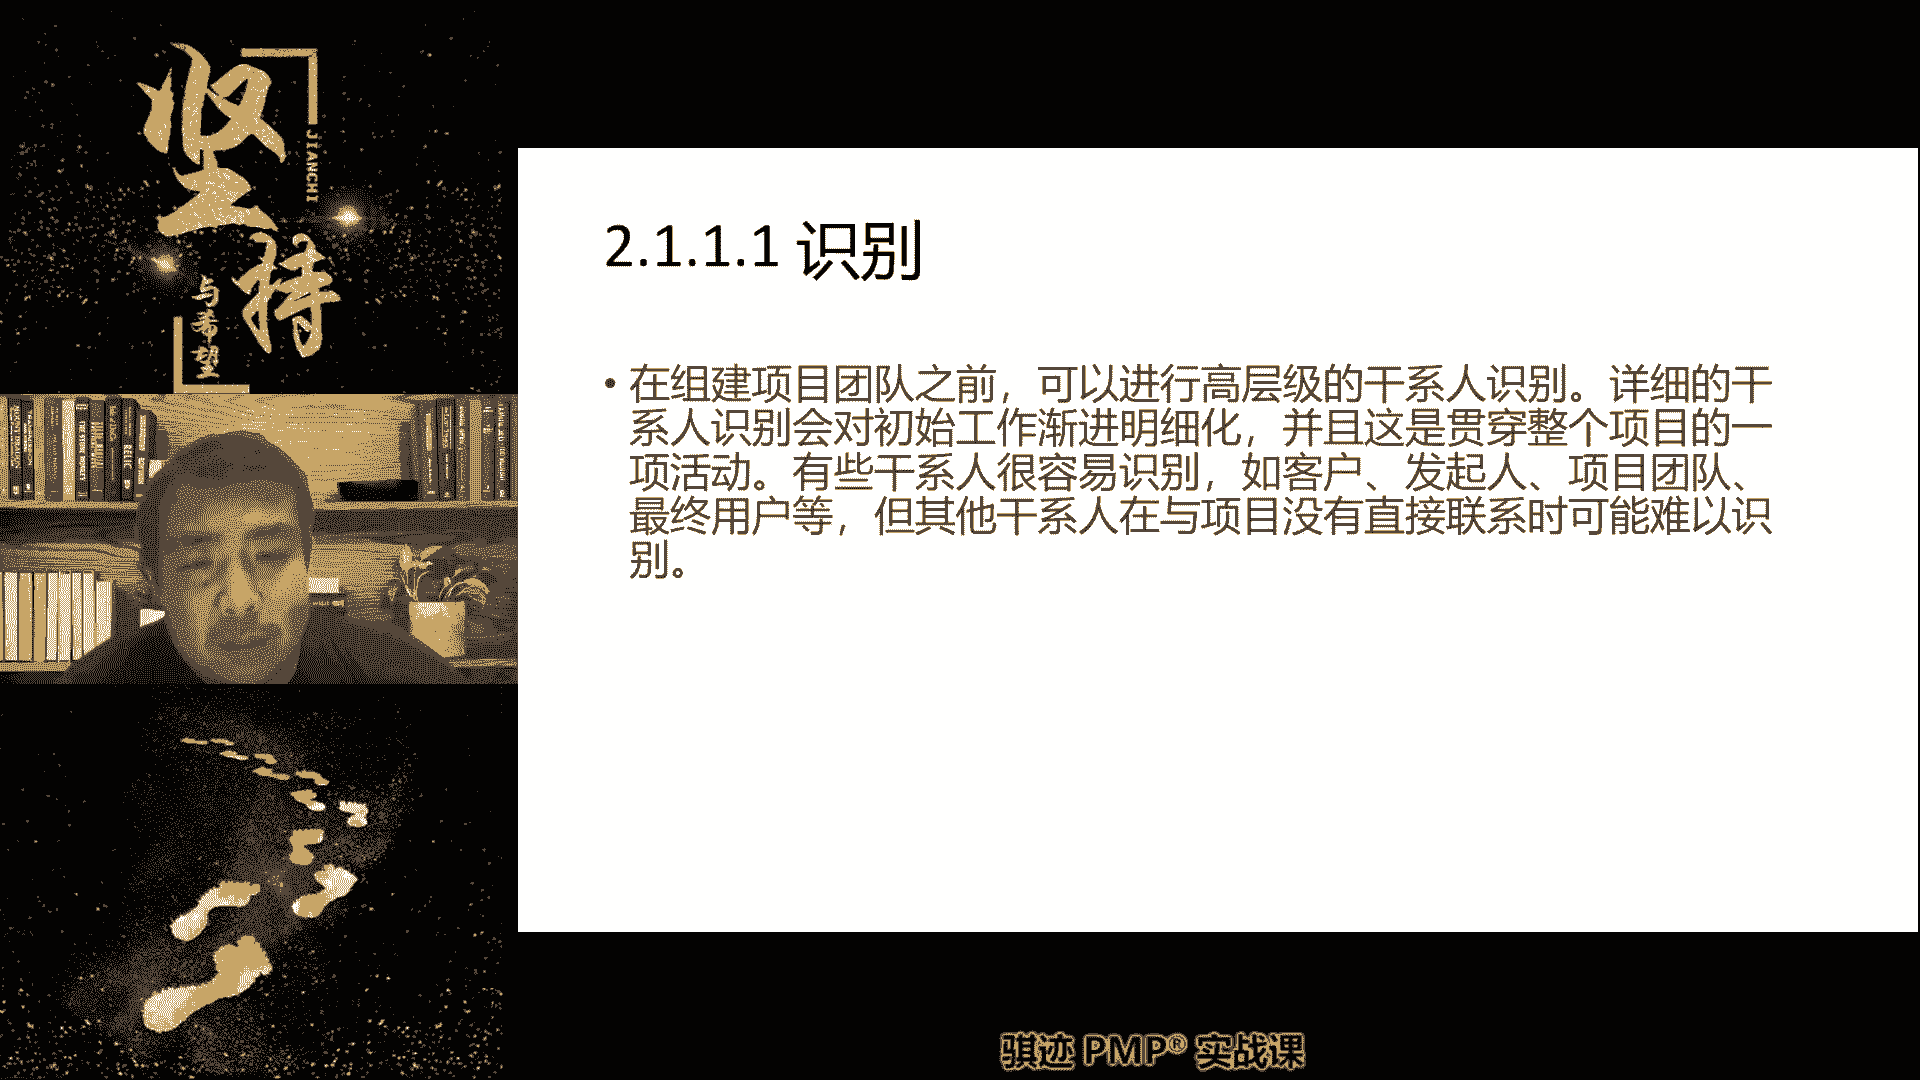 坚持
JIANCHI
与希望
2.1.1.1 识别
• 在组建项目团队之前，可以进行高层级的干系人识别。详细的干
系人识别会对初始工作渐进明细化，并且这是贯穿整个项目的一
项活动。有些干系人很容易识别，如客户、发起人、项目团队、
最终用户等，但其他干系人在与项目没有直接联系时可能难以识
别。
骐迹 PMP® 实战课